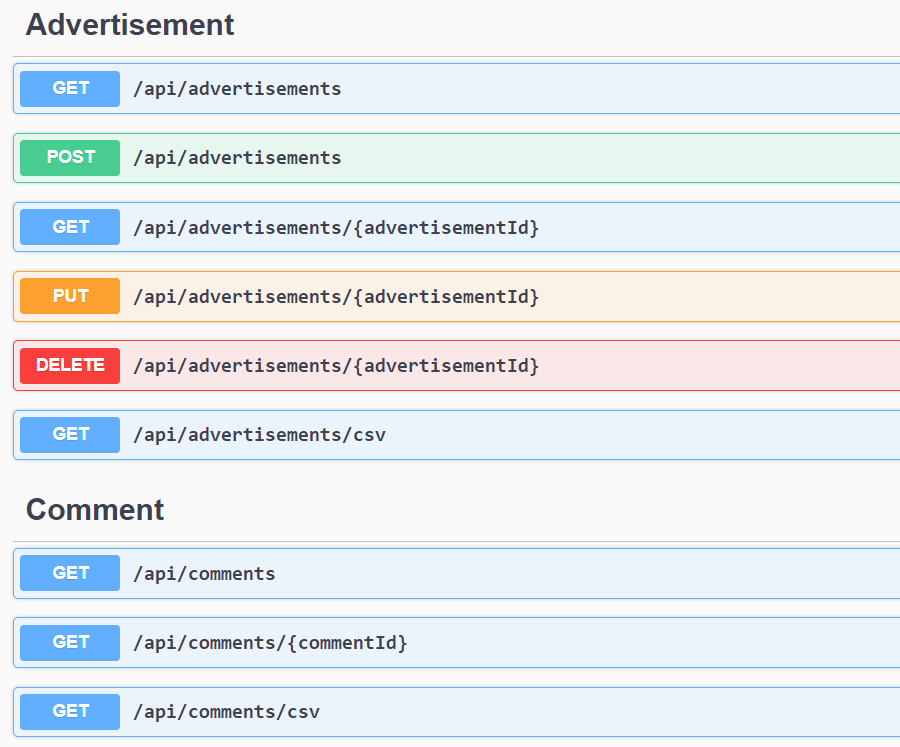 Advertisement
GET /api/advertisements
POST /api/advertisements
GET /api/advertisements/{advertisementId}
PUT /api/advertisements/{advertisementId}
DELETE /api/advertisements/{advertisementId}
GET /api/advertisements/csv
Comment
GET /api/comments
GET /api/comments/{commentId}
GET /api/comments/csv